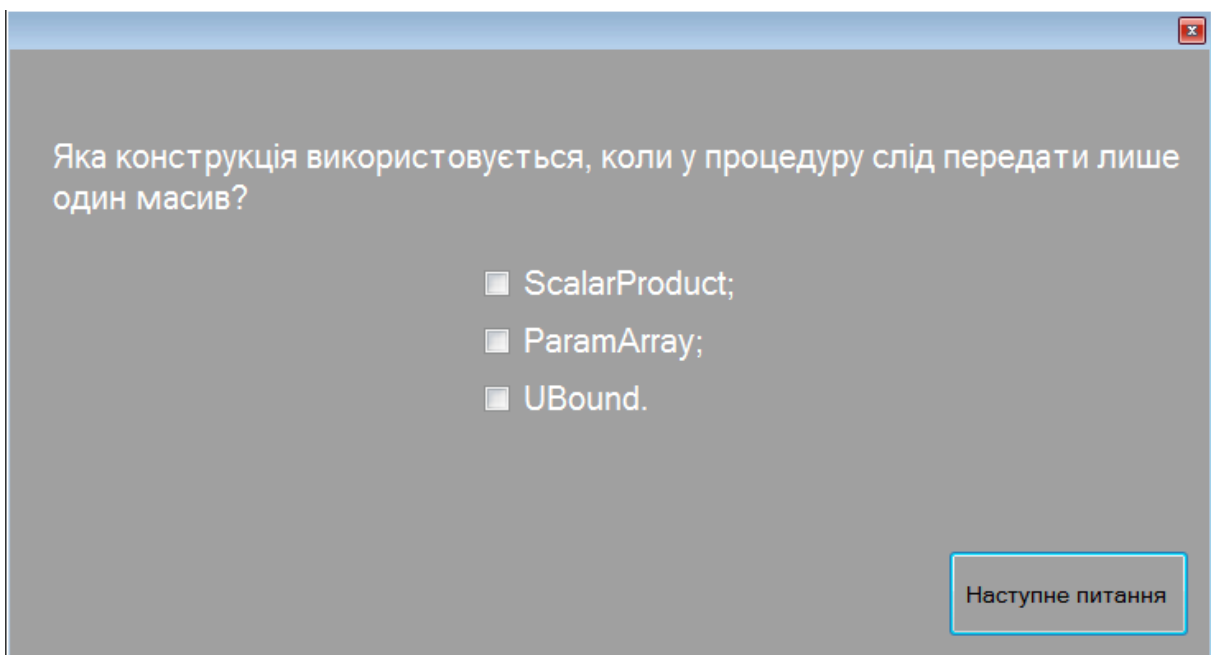 Яка конструкція використовується, коли у процедуру слід передати лише
один масив?
ScalarProduct;
ParamArray;
UBound.
Наступне питання